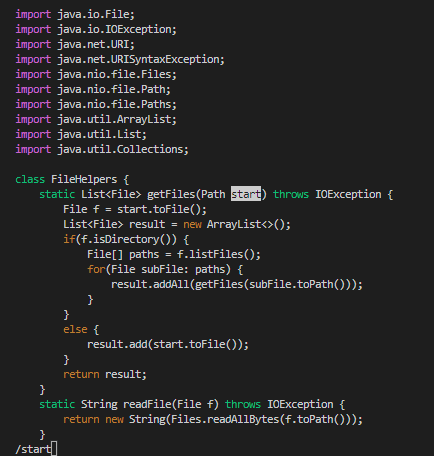 import java.io.File;
import java.io.IOException;
import java.net.URI;
import java.net.URISyntaxException;
import java.nio.file.Files;
import java.nio.file.Path;
import java.nio.file.Paths;
import java.util.ArrayList;
import java.util.List;
import java.util.Collections;

class FileHelpers {
    static List<File> getFiles(Path start) throws IOException {
        File f = start.toFile();
        List<File> result = new ArrayList<>();
        if(f.isDirectory()) {
            File[] paths = f.listFiles();
            for(File subFile: paths) {
                result.addAll(getFiles(subFile.toPath()));
            }
        }
        else {
            result.add(start.toFile());
        }
        return result;
    }
    static String readFile(File f) throws IOException {
        return new String(Files.readAllBytes(f.toPath()));
    }
/start